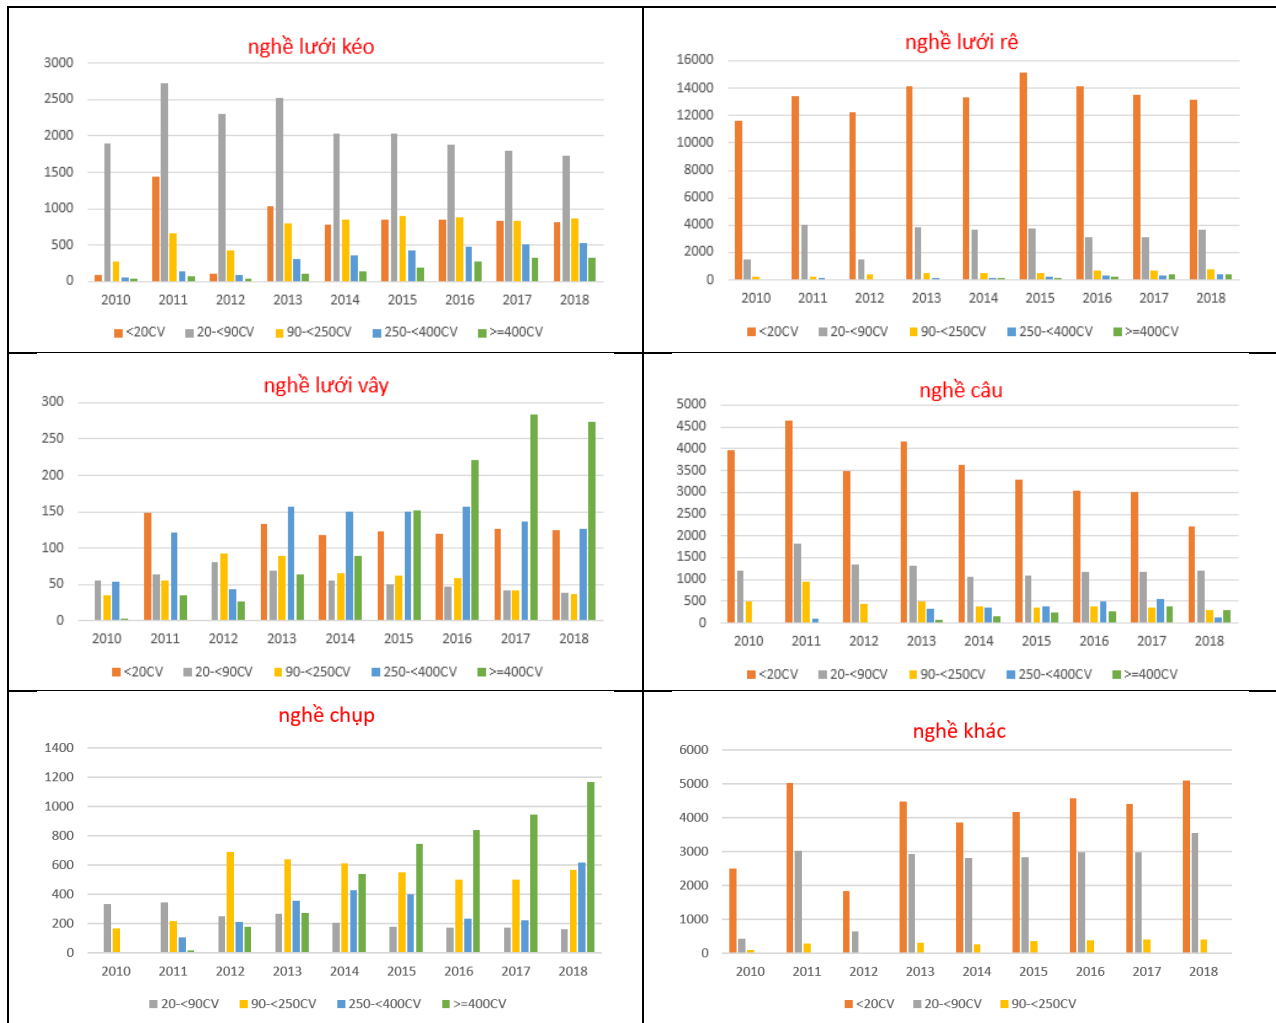 nghề lưới kéo
3000
2500
2000
1500
1000
500
0
2010 2011 2012 2013 2014 2015 2016 2017 2018
<20CV 20-<90CV 90-<250CV 250-<400CV >=400CV
nghề lưới rê
16000
14000
12000
10000
8000
6000
4000
2000
0
2010 2011 2012 2013 2014 2015 2016 2017 2018
<20CV 20-<90CV 90-<250CV 250-<400CV >=400CV
nghề lưới vây
300
250
200
150
100
50
0
2010 2011 2012 2013 2014 2015 2016 2017 2018
<20CV 20-<90CV 90-<250CV 250-<400CV >=400CV
nghề câu
5000
4500
4000
3500
3000
2500
2000
1500
1000
500
0
2010 2011 2012 2013 2014 2015 2016 2017 2018
<20CV 20-<90CV 90-<250CV 250-<400CV >=400CV
nghề chụp
1400
1200
1000
800
600
400
200
0
2010 2011 2012 2013 2014 2015 2016 2017 2018
20-<90CV 90-<250CV 250-<400CV >=400CV
nghề khác
6000
5000
4000
3000
2000
1000
0
2010 2011 2012 2013 2014 2015 2016 2017 2018
<20CV 20-<90CV 90-<250CV